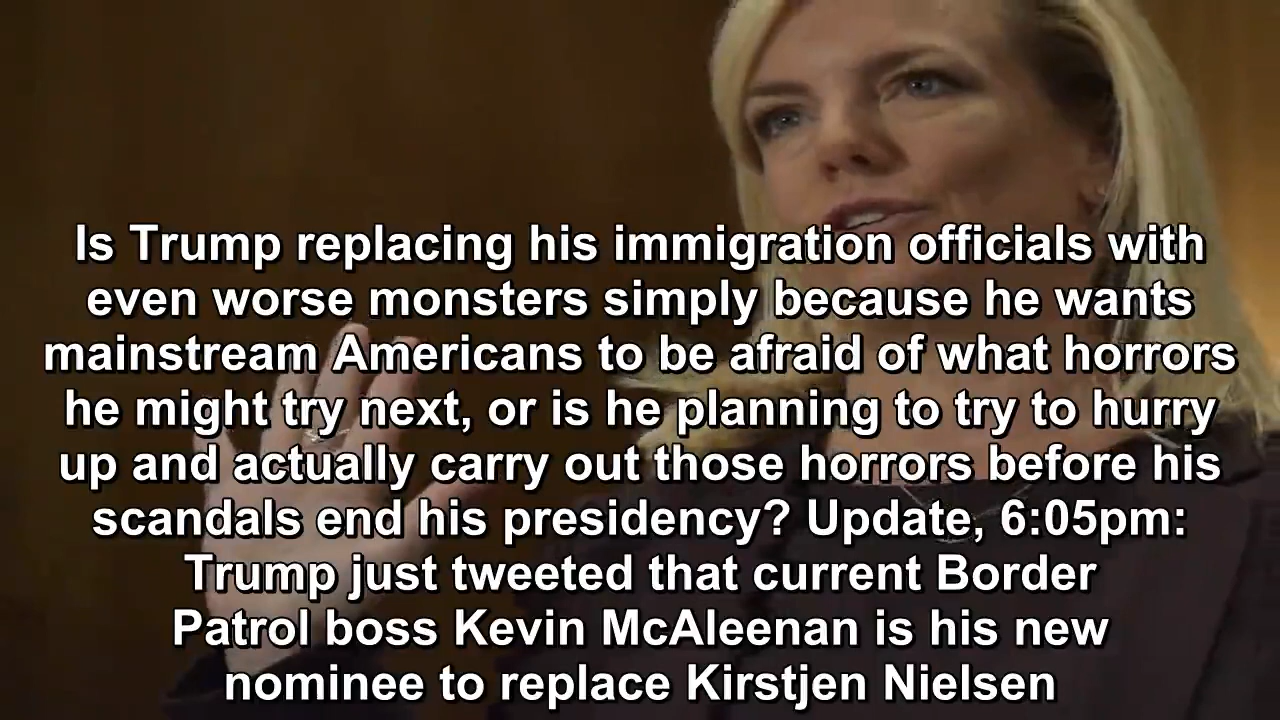 Is Trump replacing his immigration officials with
even worse monsters simply because he wants
mainstream Americans to be afraid of what horrors
he might try next, or is he planning to try to hurry
up and actually carry out those horrors before his
scandals end his presidency? Update, 6:05pm:
Trump just tweeted that current Border
Patrol boss Kevin McAleenan is his new
nominee to replace Kirstjen Nielsen